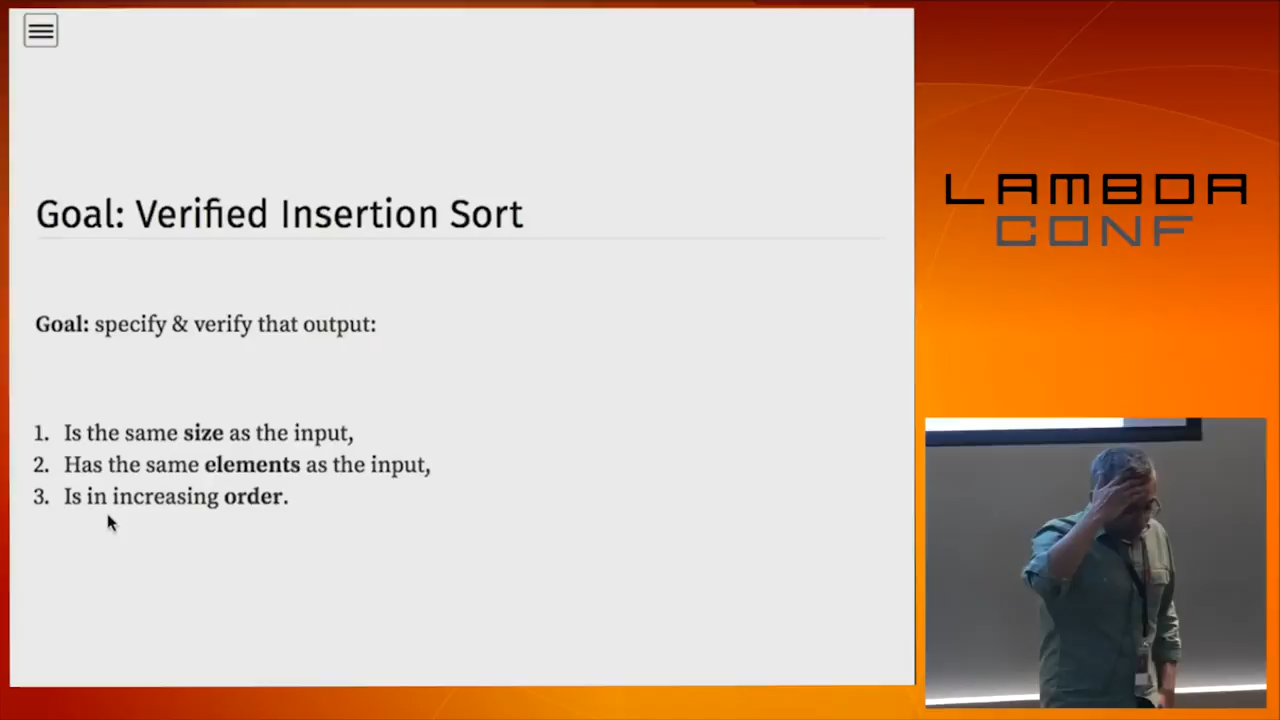 Goal: Verified Insertion Sort
Goal: specify & verify that output:
1. Is the same size as the input,
2. Has the same elements as the input,
3. Is in increasing order.
LAMBDA
CONF